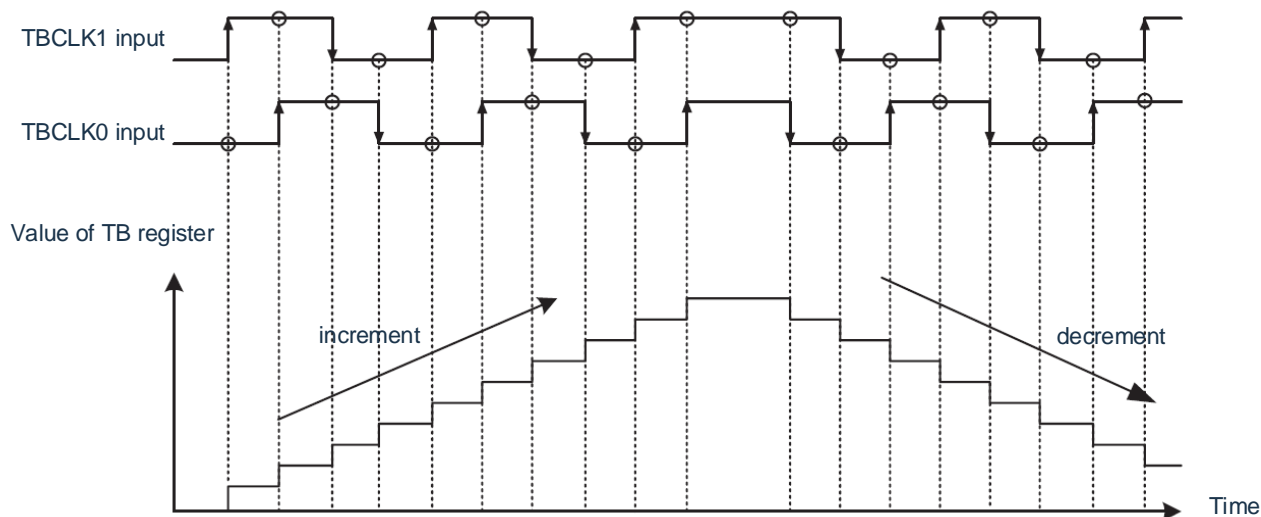 TBCLK1 input
TBCLK0 input
Value of TB register
increment
decrement
Time